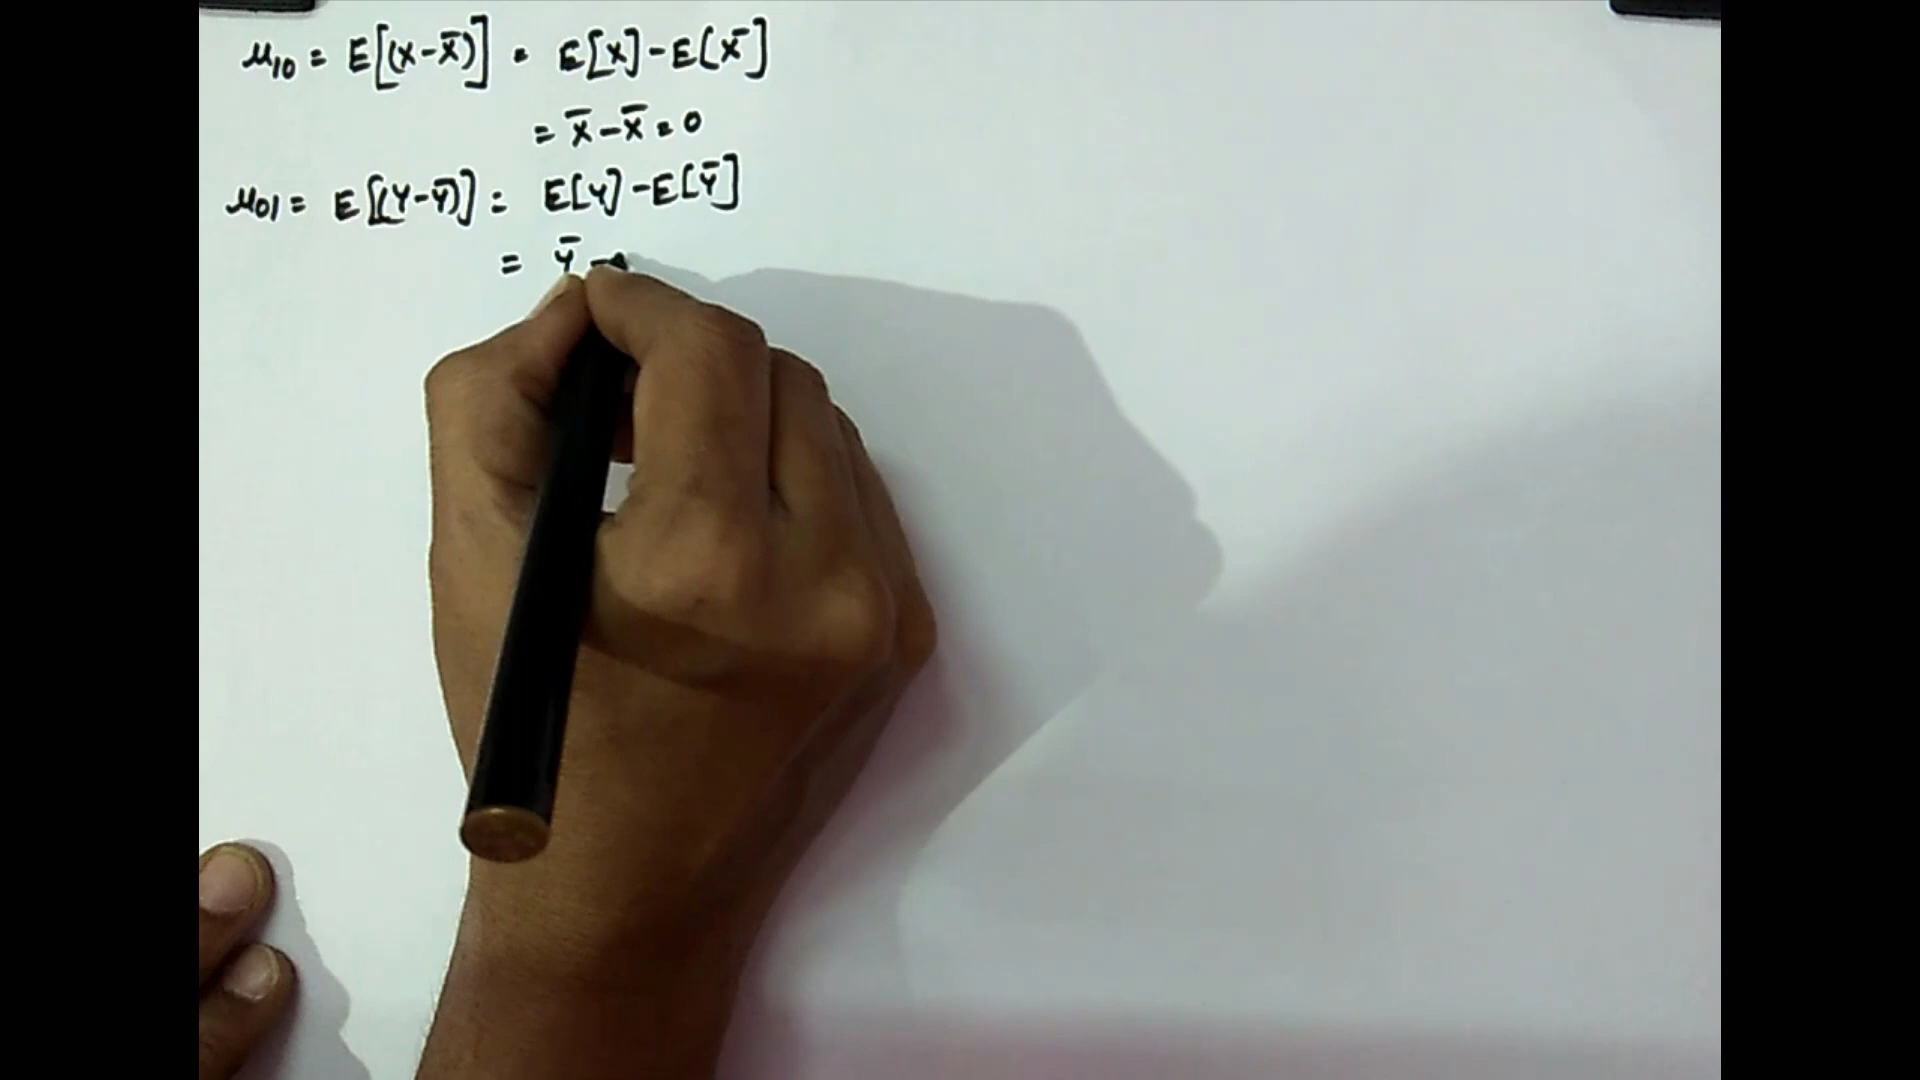 μ₁₀ = E[(X-X̄)] = E[X] - E[X̄]
= X̄ - X̄ = 0
μ₀₁ = E[(Y-Ȳ)] = E[Y] - E[Ȳ]
= Ȳ -